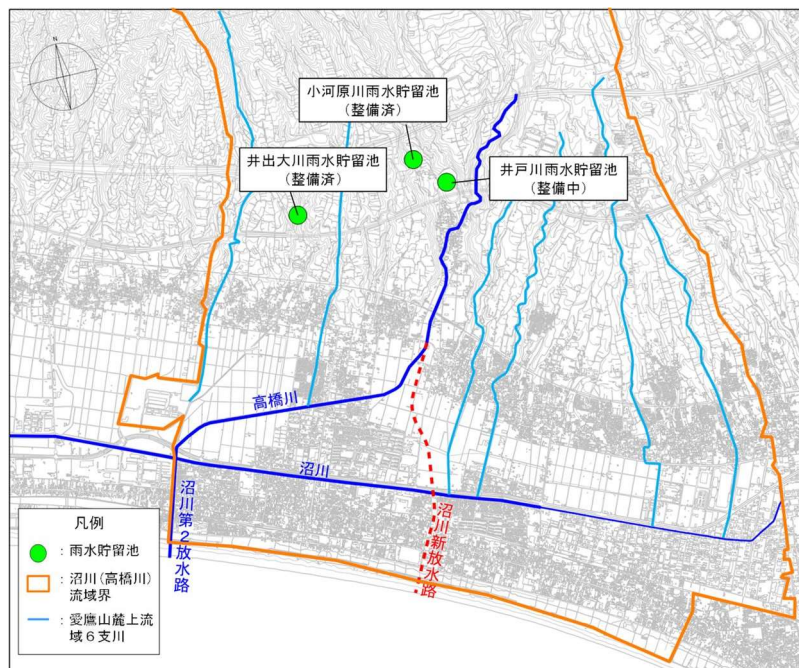 N
小河原川雨水貯留池
(整備済)
井出大川雨水貯留池
(整備済)
井戸川雨水貯留池
(整備中)
高橋川
沼川
沼川第2放水路
沼川新放水路
凡例
：雨水貯留池
：沼川(高橋川)
流域界
：愛鷹山麓上流
域6支川